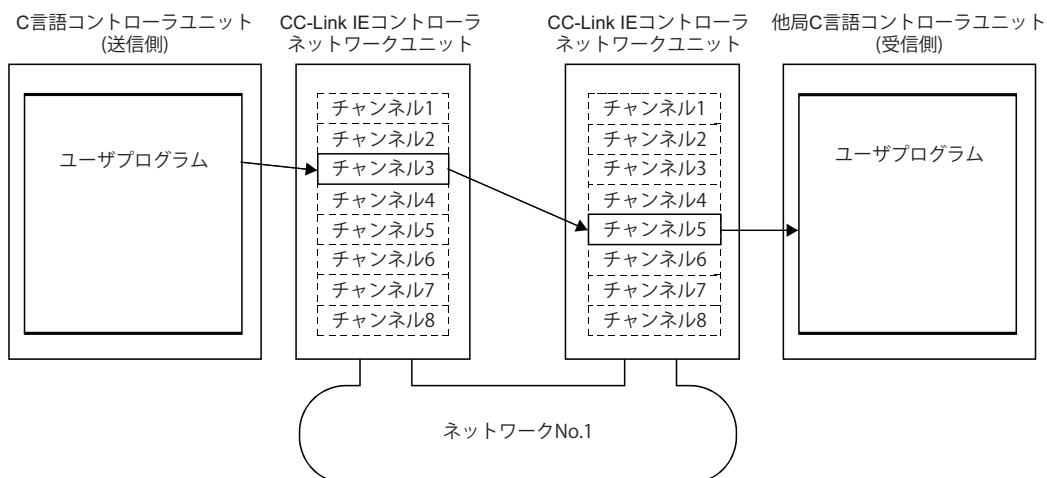 C言語コントローラユニット
(送信側)
CC-Link IEコントローラ
ネットワークユニット
CC-Link IEコントローラ
ネットワークユニット
他局C言語コントローラユニット
(受信側)
ユーザプログラム
チャンネル1
チャンネル2
チャンネル3
チャンネル4
チャンネル5
チャンネル6
チャンネル7
チャンネル8
チャンネル1
チャンネル2
チャンネル3
チャンネル4
チャンネル5
チャンネル6
チャンネル7
チャンネル8
ユーザプログラム
ネットワークNo.1